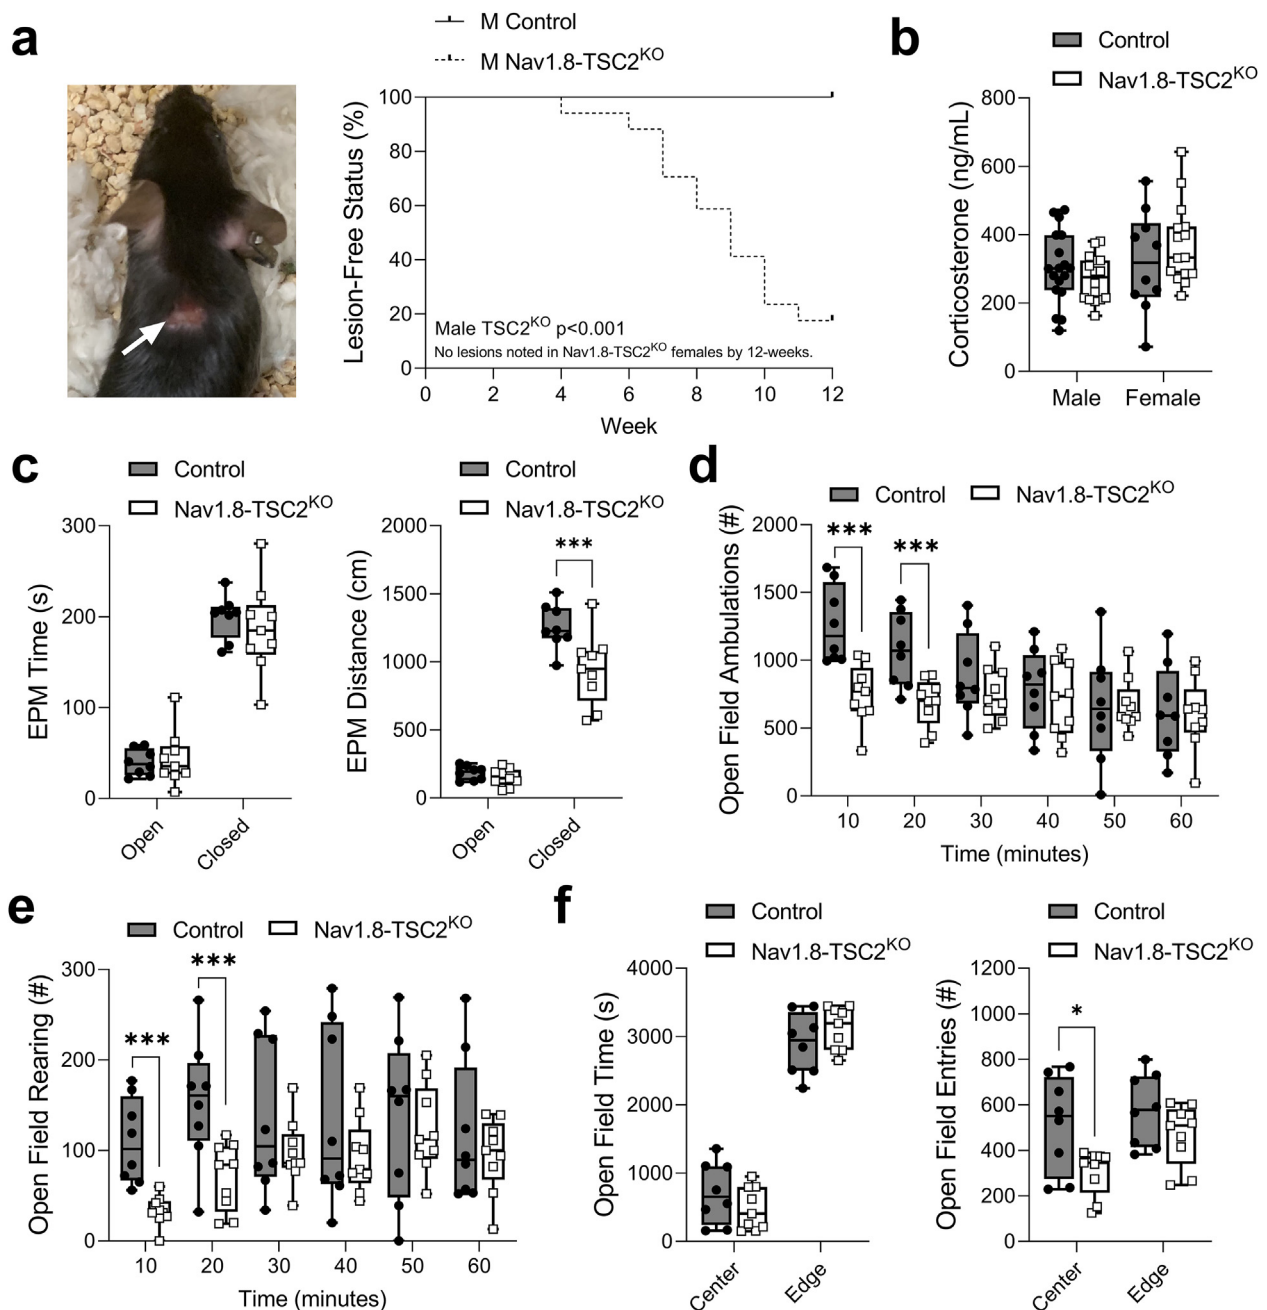 a
M Control
M Nav1.8-TSC2KO
Lesion-Free Status (%)
100
80
60
40
20
0
Male TSC2KO p<0.001
No lesions noted in Nav1.8-TSC2KO females by 12-weeks.
0 2 4 6 8 10 12
Week
b
Control
Nav1.8-TSC2KO
Corticosterone (ng/mL)
800
600
400
200
0
Male Female
c
Control
Nav1.8-TSC2KO
EPM Time (s)
300
200
100
0
Open Closed
Control
Nav1.8-TSC2KO
EPM Distance (cm)
2000
1500
1000
500
0
***
Open Closed
d
Control Nav1.8-TSC2KO
Open Field Ambulations (#)
2000
1500
1000
500
0
***
***
10 20 30 40 50 60
Time (minutes)
e
Control Nav1.8-TSC2KO
Open Field Rearing (#)
300
200
100
0
***
***
10 20 30 40 50 60
Time (minutes)
f
Control
Nav1.8-TSC2KO
Open Field Time (s)
4000
3000
2000
1000
0
Center Edge
Control
Nav1.8-TSC2KO
Open Field Entries (#)
1200
1000
800
600
400
200
0
*
Center Edge